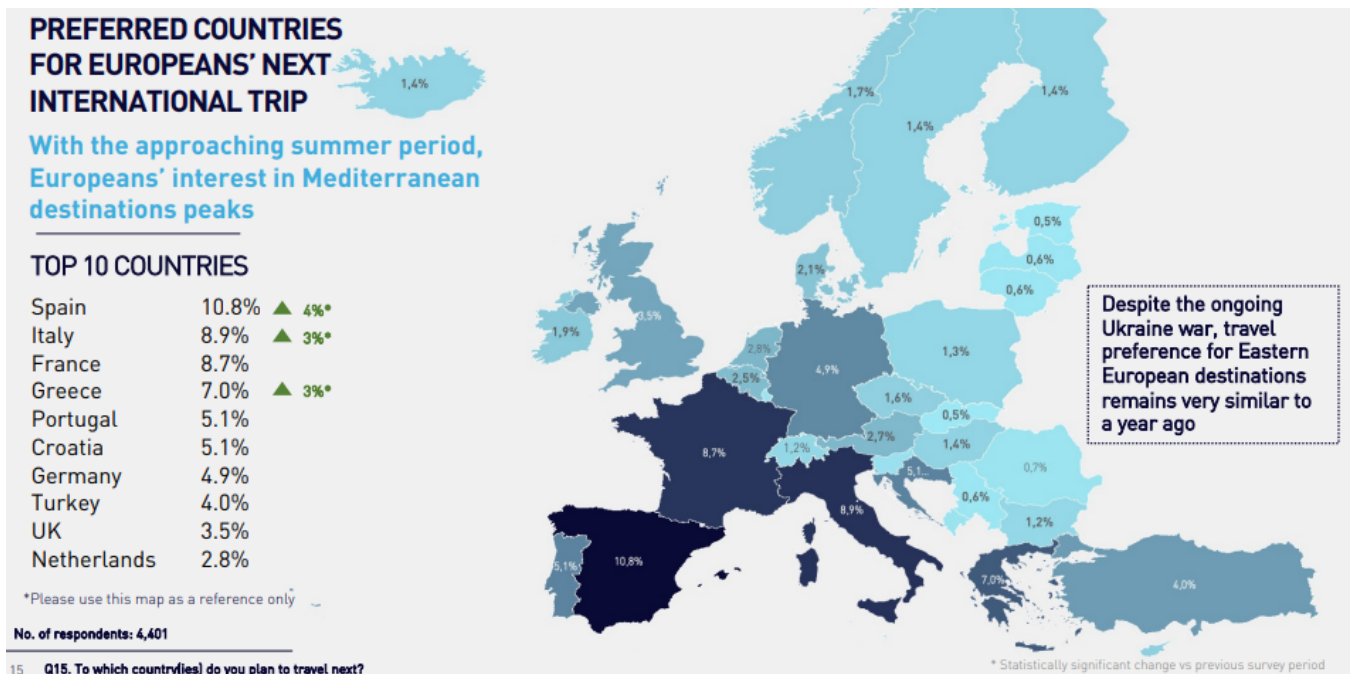 PREFERRED COUNTRIES
FOR EUROPEANS' NEXT
INTERNATIONAL TRIP
With the approaching summer period,
Europeans' interest in Mediterranean
destinations peaks
TOP 10 COUNTRIES
Spain 10.8% ▲ 4%*
Italy 8.9% ▲ 3%*
France 8.7%
Greece 7.0% ▲ 3%*
Portugal 5.1%
Croatia 5.1%
Germany 4.9%
Turkey 4.0%
UK 3.5%
Netherlands 2.8%
*Please use this map as a reference only
No. of respondents: 4,401
15 Q15. To which country(ies) do you plan to travel next?
1,4%
1,7%
1,4%
1,4%
0,5%
0,6%
0,6%
2,1%
3,5%
1,9%
2,8%
2,5%
4,9%
1,3%
1,6%
0,5%
2,7%
1,4%
1,2%
8,7%
5,1...
0,7%
0,6%
8,9%
1,2%
5,1%
10,8%
7,0%
4,0%
Despite the ongoing
Ukraine war, travel
preference for Eastern
European destinations
remains very similar to
a year ago
* Statistically significant change vs previous survey period